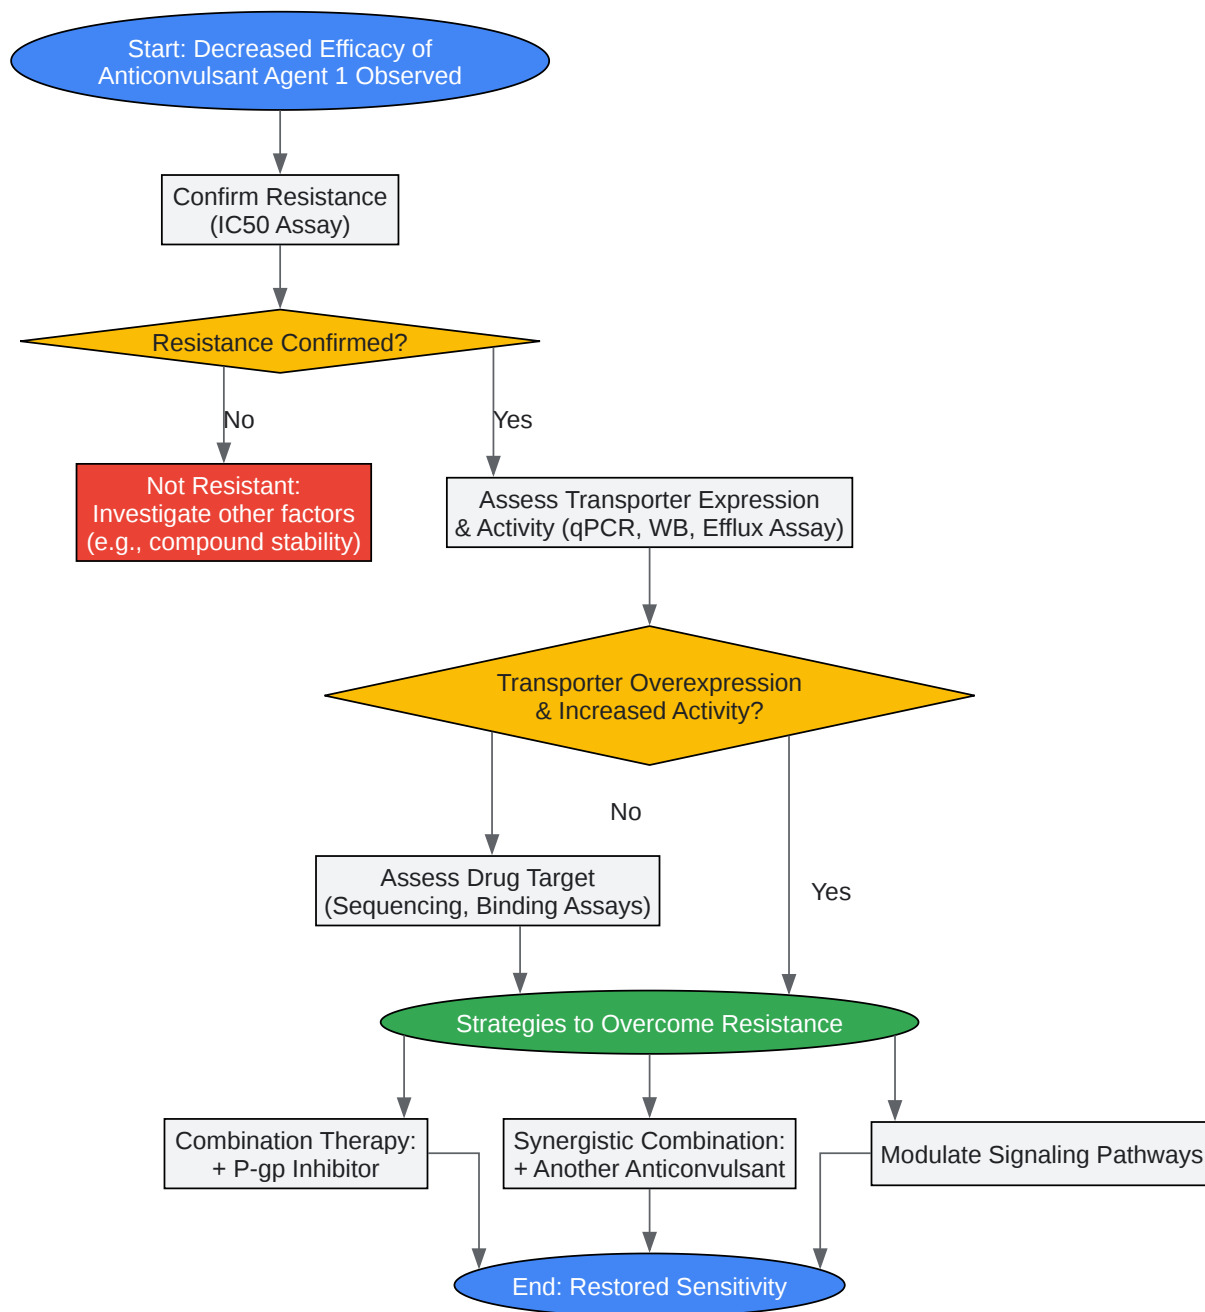 Start: Decreased Efficacy of
Anticonvulsant Agent 1 Observed
Confirm Resistance
(IC50 Assay)
Resistance Confirmed?
No
Yes
Not Resistant:
Investigate other factors
(e.g., compound stability)
Assess Transporter Expression
& Activity (qPCR, WB, Efflux Assay)
Transporter Overexpression
& Increased Activity?
No
Assess Drug Target
(Sequencing, Binding Assays)
Yes
Strategies to Overcome Resistance
Combination Therapy:
+ P-gp Inhibitor
Synergistic Combination:
+ Another Anticonvulsant
Modulate Signaling Pathways
End: Restored Sensitivity